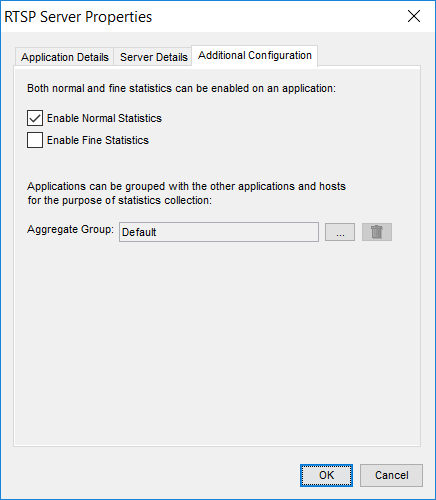 RTSP Server Properties
Application Details Server Details Additional Configuration
Both normal and fine statistics can be enabled on an application:
Enable Normal Statistics
Enable Fine Statistics
Applications can be grouped with the other applications and hosts
for the purpose of statistics collection:
Aggregate Group: Default ...
OK Cancel